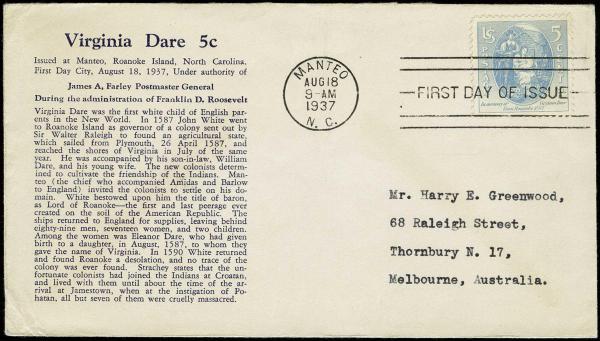 Virginia Dare 5c
Issued at Manteo, Roanoke Island, North Carolina.
First Day City, August 18, 1937, Under authority of
James A, Farley Postmaster General
During the administration of Franklin D. Roosevelt
Virginia Dare was the first white child of English par-
ents in the New World. In 1587 John White went
to Roanoke Island as governor of a colony sent out by
Sir Walter Raleigh to found an agricultural state,
which sailed from Plymouth, 26 April 1587, and
reached the shores of Virginia in July of the same
year. He was accompanied by his son-in-law, William
Dare, and his young wife. The new colonists deter-
mined to cultivate the friendship of the Indians. Man-
teo (the chief who accompanied Amidas and Barlow
to England) invited the colonists to settle on his do-
main. White bestowed upon him the title of baron,
as Lord of Roanoke—the first and last peerage ever
created on the soil of the American Republic. The
ships returned to England for supplies, leaving behind
eighty-nine men, seventeen women, and two children.
Among the women was Eleanor Dare, who had given
birth to a daughter, in August, 1587, to whom they
gave the name of Virginia. In 1590 White returned
and found Roanoke a desolation, and no trace of the
colony was ever found. Strachey states that the un-
fortunate colonists had joined the Indians at Croatan,
and lived with them until about the time of the ar-
rival at Jamestown, when at the instigation of Po-
hatan, all but seven of them were cruelly massacred.
MANTEO
AUG 18
9-AM
1937
N. C.
FIRST DAY OF ISSUE
US
5
Mr. Harry E. Greenwood,
68 Raleigh Street,
Thornbury N. 17,
Melbourne, Australia.